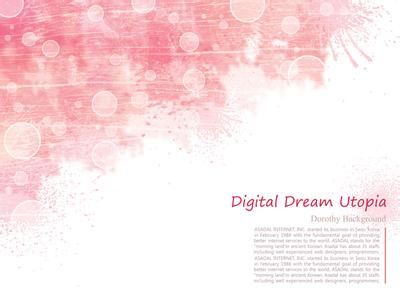 Digital Dream Utopia
Dorothy Background
ASADAL INTERNET, INC. started its business in Seou Korea
in February 1988 with the fundamental goal of providing
better internet services to the world. ASADAL stands for the
"morning land"in ancient Korean. Asadal has about 35 staffs,
including well experienced web designers, programmers,
ASADAL INTERNET, INC. started its business in Seou Korea
in February 1988 with the fundamental goal of providing
better internet services to the world. ASADAL stands for the
"morning land"in ancient Korean. Asadal has about 35 staffs,
including well experienced web designers, programmers,